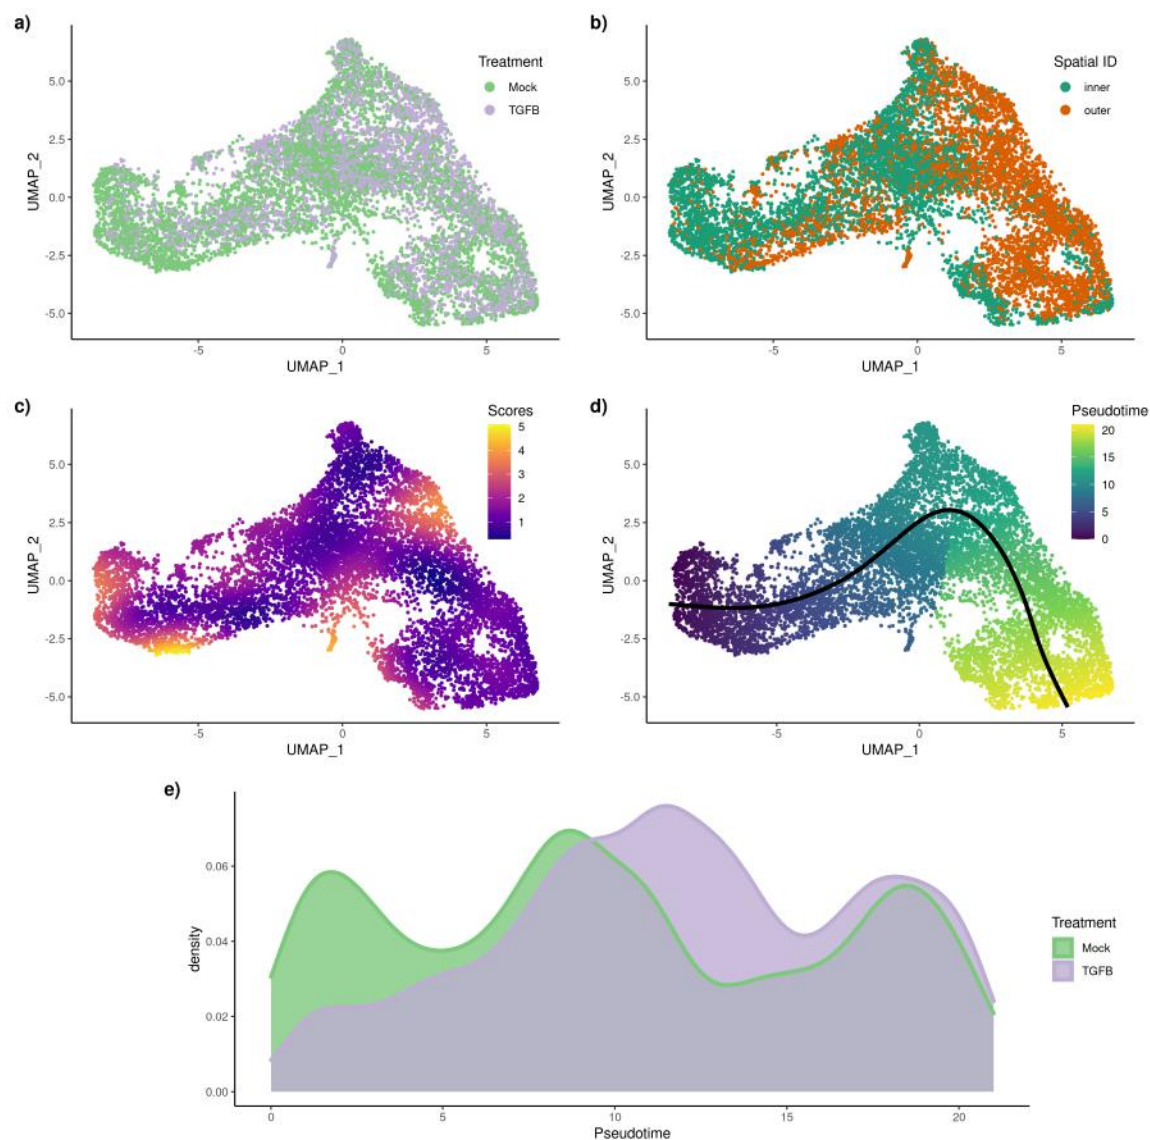 a)
Treatment
Mock
TGFB
5.0
2.5
0.0
-2.5
-5.0
UMAP_2
-5 0 5
UMAP_1
b)
Spatial ID
inner
outer
5.0
2.5
0.0
-2.5
-5.0
UMAP_2
-5 0 5
UMAP_1
c)
Scores
5
4
3
2
1
5.0
2.5
0.0
-2.5
-5.0
UMAP_2
-5 0 5
UMAP_1
d)
Pseudotime
20
15
10
5
0
5.0
2.5
0.0
-2.5
-5.0
UMAP_2
-5 0 5
UMAP_1
e)
0.06
0.04
0.02
0.00
density
0 5 10 15 20
Pseudotime
Treatment
Mock
TGFB